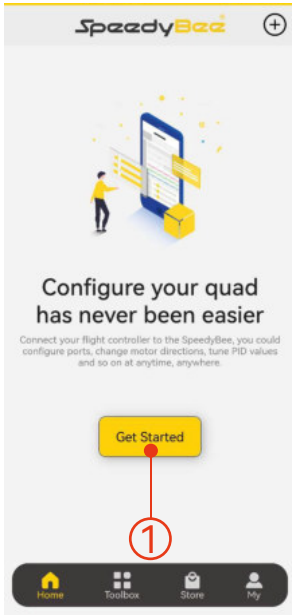 SpeedyBee
Configure your quad
has never been easier
Connect your flight controller to the SpeedyBee, you could
configure ports, change motor directions, tune PID values
and so on at anytime, anywhere.
Get Started
1
Home Toolbox Store My